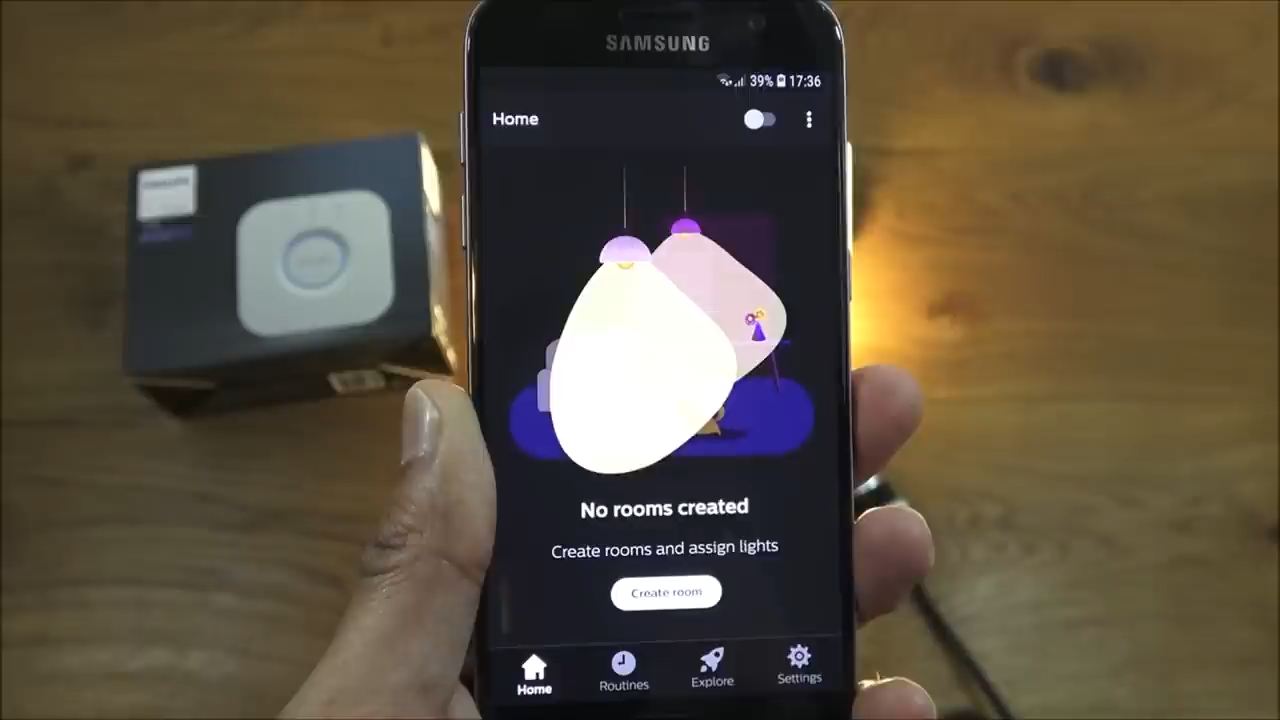 SAMSUNG
39% 17:36
Home
No rooms created
Create rooms and assign lights
Create room
Home
Routines
Explore
Settings